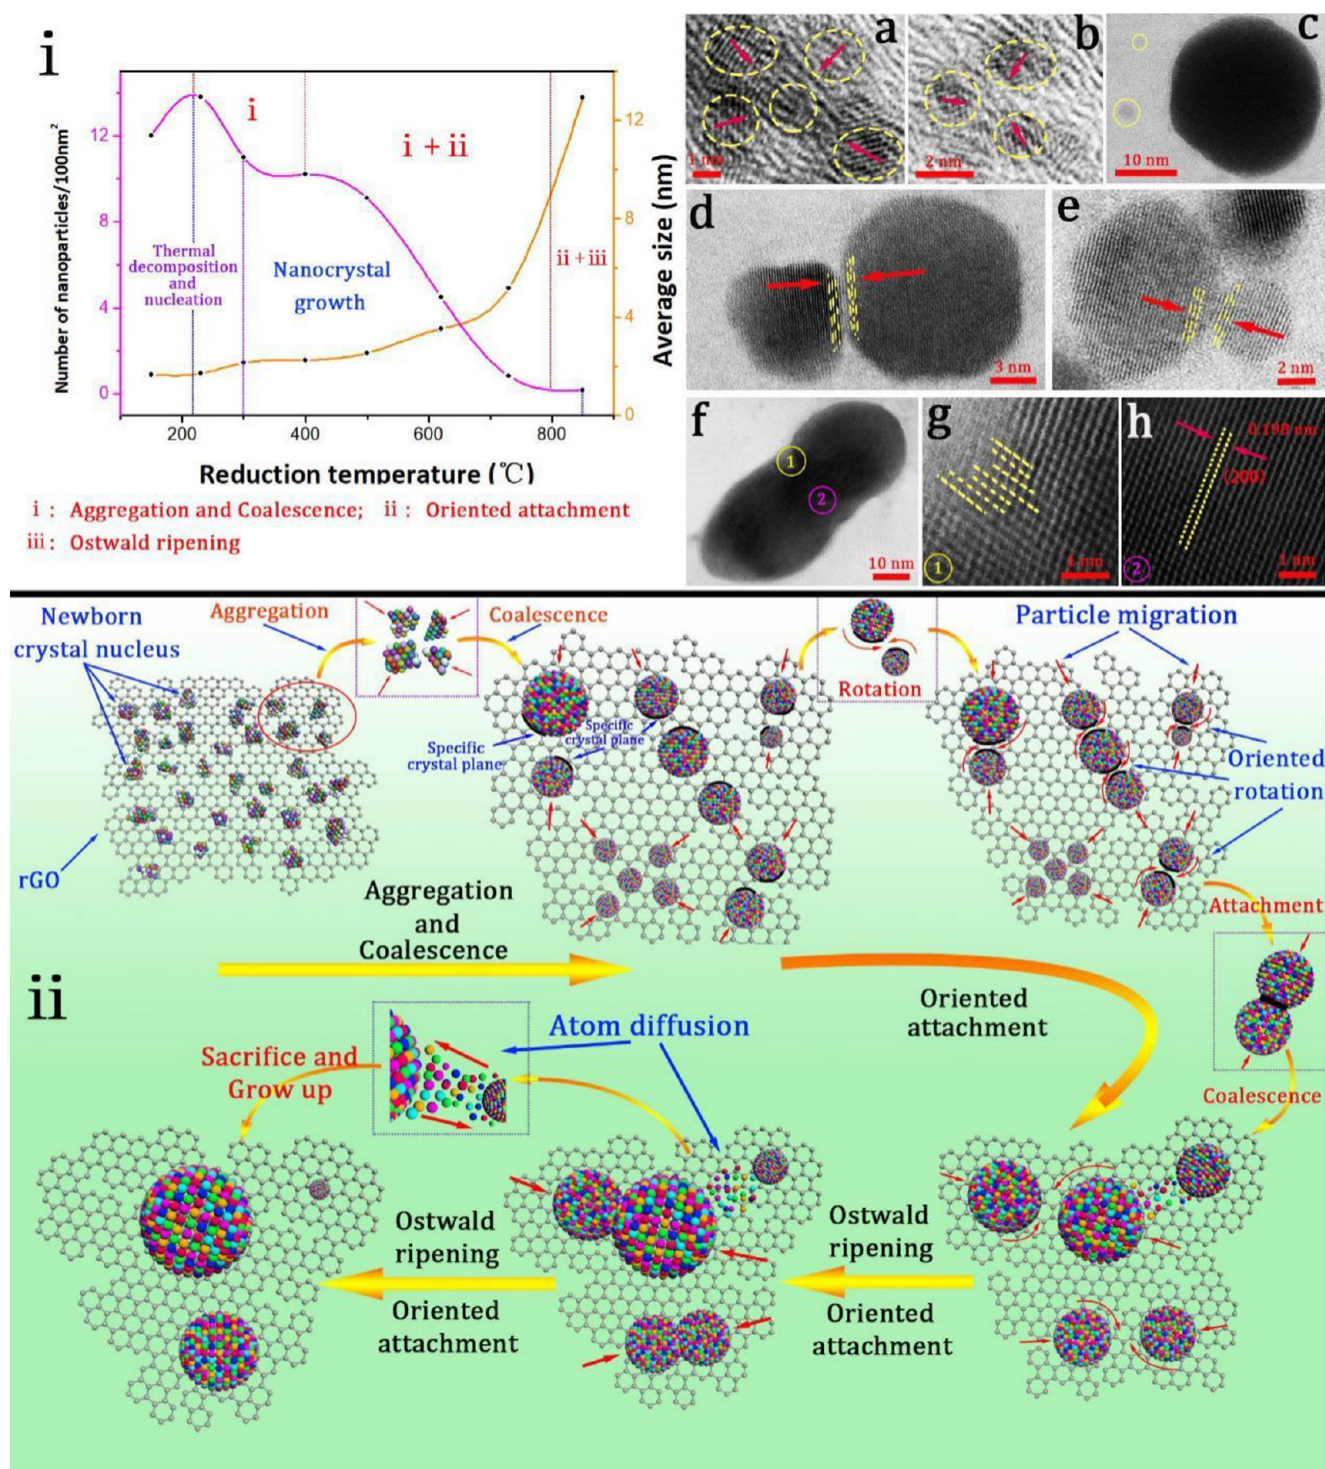 i
Number of nanoparticles/100nm²
12
8
4
0
i
i + ii
ii + iii
Thermal
decomposition
and
nucleation
Nanocrystal
growth
12
8
4
2
0
Average size (nm)
200
400
600
800
Reduction temperature (℃)
i : Aggregation and Coalescence; ii : Oriented attachment
iii : Ostwald ripening
a
1 nm
b
2 nm
c
10 nm
d
3 nm
e
2 nm
f
1
2
10 nm
g
1
1 nm
h
0.198 nm
(200)
2
1 nm
Newborn
crystal nucleus
Aggregation
Coalescence
Rotation
Particle migration
Specific
crystal plane
Specific
crystal plane
Oriented
rotation
rGO
Aggregation
and
Coalescence
Attachment
ii
Oriented
attachment
Atom diffusion
Sacrifice and
Grow up
Coalescence
Ostwald
ripening
Oriented
attachment
Ostwald
ripening
Oriented
attachment